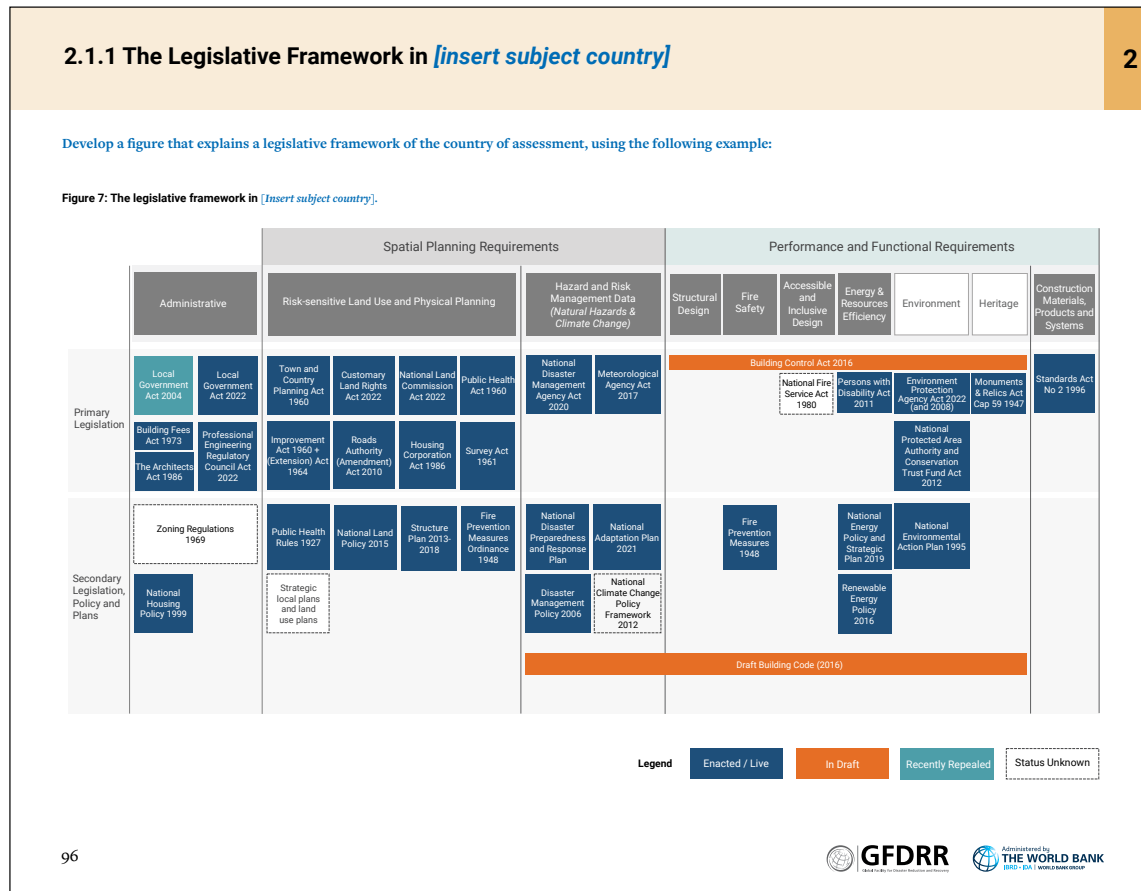 2.1.1 The Legislative Framework in [insert subject country]
2
Develop a figure that explains a legislative framework of the country of assessment, using the following example:
Figure 7: The legislative framework in [Insert subject country].
Spatial Planning Requirements
Performance and Functional Requirements
Administrative
Risk-sensitive Land Use and Physical Planning
Hazard and Risk
Management Data
(Natural Hazards &
Climate Change)
Structural
Design
Fire
Safety
Accessible
and
Inclusive
Design
Energy &
Resources
Efficiency
Environment
Heritage
Construction
Materials,
Products and
Systems
Primary
Legislation
Local
Government
Act 2004
Local
Government
Act 2022
Building Fees
Act 1973
The Architects
Act 1986
Professional
Engineering
Regulatory
Council Act
2022
Town and
Country
Planning Act
1960
Customary
Land Rights
Act 2022
National Land
Commission
Act 2022
Public Health
Act 1960
Improvement
Act 1960 +
(Extension) Act
1964
Roads
Authority
(Amendment)
Act 2010
Housing
Corporation
Act 1986
Survey Act
1961
National
Disaster
Management
Agency Act
2020
Meteorological
Agency Act
2017
Building Control Act 2016
National Fire
Service Act
1980
Persons with
Disability Act
2011
Environment
Protection
Agency Act 2022
(and 2008)
Monuments
& Relics Act
Cap 59 1947
National
Protected Area
Authority and
Conservation
Trust Fund Act
2012
Standards Act
No 2 1996
Secondary
Legislation,
Policy and
Plans
Zoning Regulations
1969
National
Housing
Policy 1999
Public Health
Rules 1927
National Land
Policy 2015
Structure
Plan 2013-
2018
Fire
Prevention
Measures
Ordinance
1948
Strategic
local plans
and land
use plans
National
Disaster
Preparedness
and Response
Plan
National
Adaptation Plan
2021
Disaster
Management
Policy 2006
National
Climate Change
Policy
Framework
2012
Fire
Prevention
Measures
1948
National
Energy
Policy and
Strategic
Plan 2019
National
Environmental
Action Plan 1995
Renewable
Energy
Policy
2016
Draft Building Code (2016)
Legend
Enacted / Live
In Draft
Recently Repealed
Status Unknown
96
GFDRR
Global Facility for Disaster Reduction and Recovery
Administered by
THE WORLD BANK
IBRD • IDA | WORLD BANK GROUP